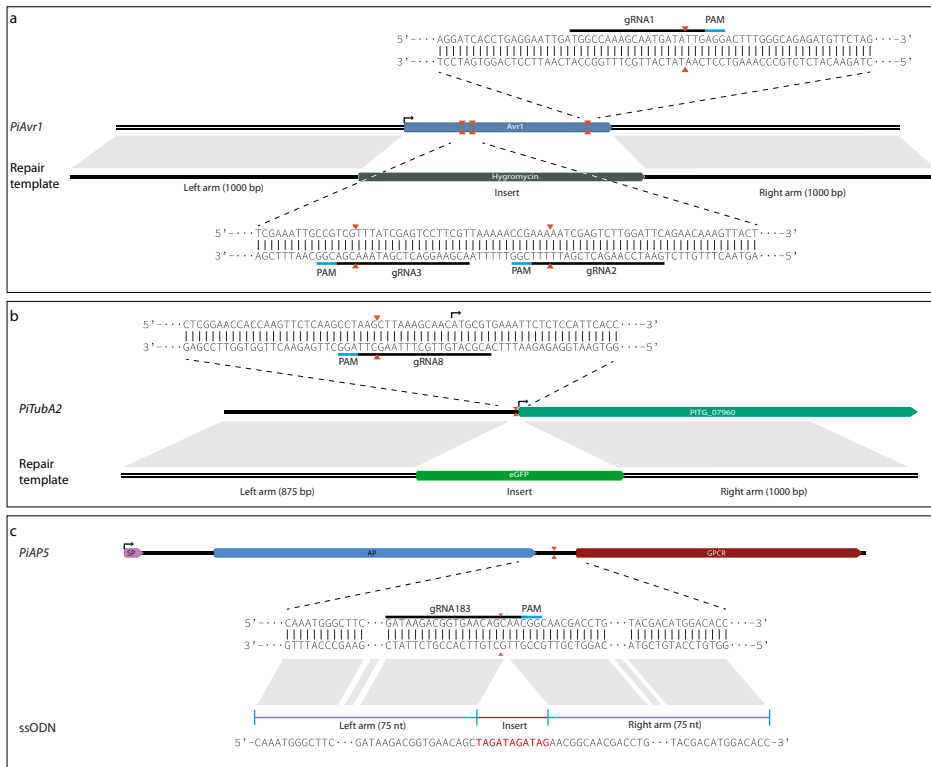 a
gRNA1 PAM
5'-···AGGATCACCTGAGGAATTGATGGCCAAAGCAATGATATTGAGGACTTTGGGCAGAGATGTTCTAG···-3'
3'-···TCCTAGTGGACTCCTTAACTACCGGTTTCGTTACTATAACTCCTGAAACCCGTCTCTACAAGATC···-5'
PiAvr1
Avr1
Repair
template
Hygromycin
Left arm (1000 bp) Insert Right arm (1000 bp)
5'-···TCGAAATTGCCGTCGTTTATCGAGTCCTTCGTTAAAAACCGAAAAATCGAGTCTTGGATTCAGAACAAAGTTACT···-3'
3'-···AGCTTTAACGGCAGCAAATAGCTCAGGAAGCAATTTTTGGCTTTTTAGCTCAGAACCTAAGTCTTGTTTCAATGA···-5'
PAM gRNA3 PAM gRNA2
b
5'-···CTCGGAACCACCAAGTTCTCAAGCCTAAGCTTAAAGCAACATGCGTGAAATTCTCTCCATTCACC···-3'
3'-···GAGCCTTGGTGGTTCAAGAGTTCGGATTCGAATTTCGTTGTACGCACTTTAAGAGAGGTAAGTGG···-5'
PAM gRNA8
PiTubA2
PITG_07960
Repair
template
eGFP
Left arm (875 bp) Insert Right arm (1000 bp)
c
PiAP5
SP AP GPCR
gRNA183 PAM
5'-···CAAATGGGCTTC···GATAAGACGGTGAACAGCAACGGCAACGACCTG···TACGACATGGACACC···-3'
3'-···GTTTACCCGAAG···CTATTCTGCCACTTGTCGTTGCCGTTGCTGGAC···ATGCTGTACCTGTGG···-5'
ssODN
Left arm (75 nt) Insert Right arm (75 nt)
5'-CAAATGGGCTTC···GATAAGACGGTGAACAGCTAGATAGATAGAACGGCAACGACCTG···TACGACATGGACACC-3'